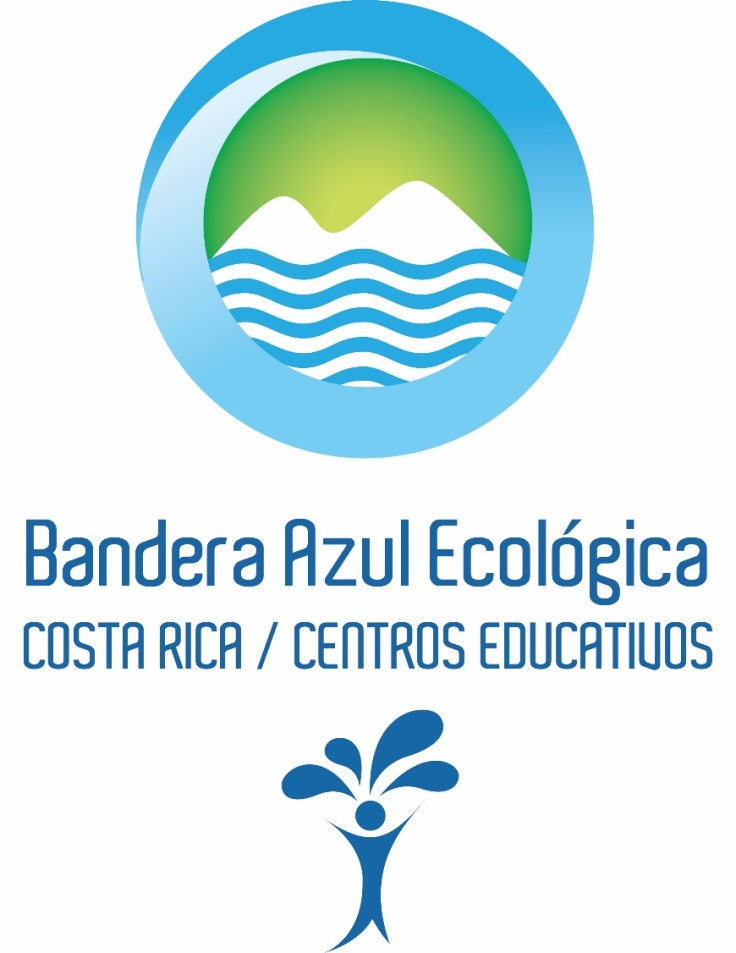 Bandera Azul Ecológica
COSTA RICA / CENTROS EDUCATIVOS